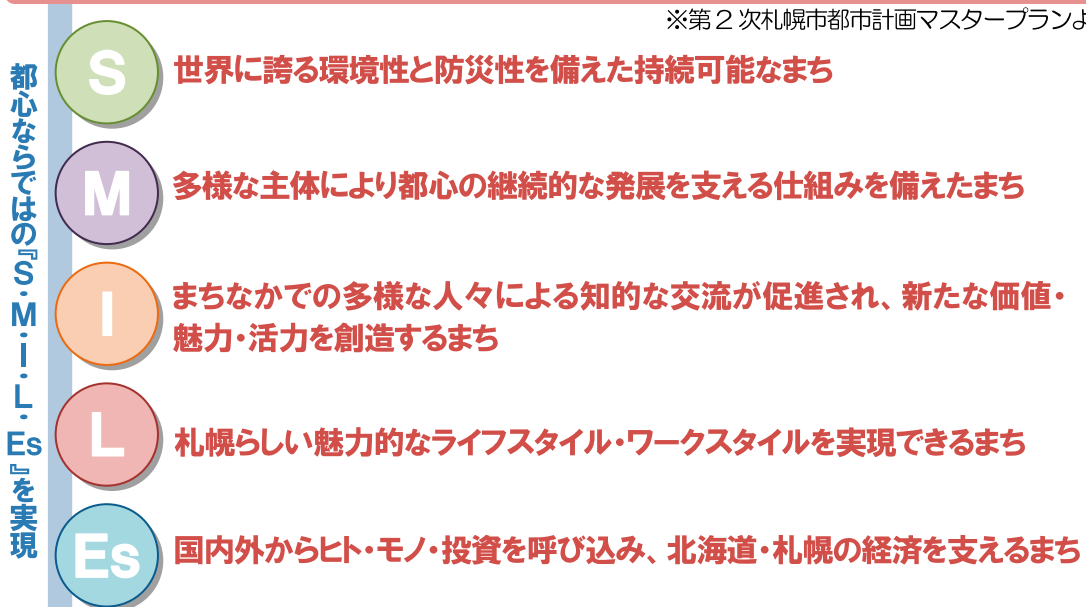 ※第2次札幌市都市計画マスタープランよ
都心ならではの『S・M・I・L・Es』を実現
S
世界に誇る環境性と防災性を備えた持続可能なまち
M
多様な主体により都心の継続的な発展を支える仕組みを備えたまち
I
まちなかでの多様な人々による知的な交流が促進され、新たな価値・
魅力・活力を創造するまち
L
札幌らしい魅力的なライフスタイル・ワークスタイルを実現できるまち
Es
国内外からヒト・モノ・投資を呼び込み、北海道・札幌の経済を支えるまち